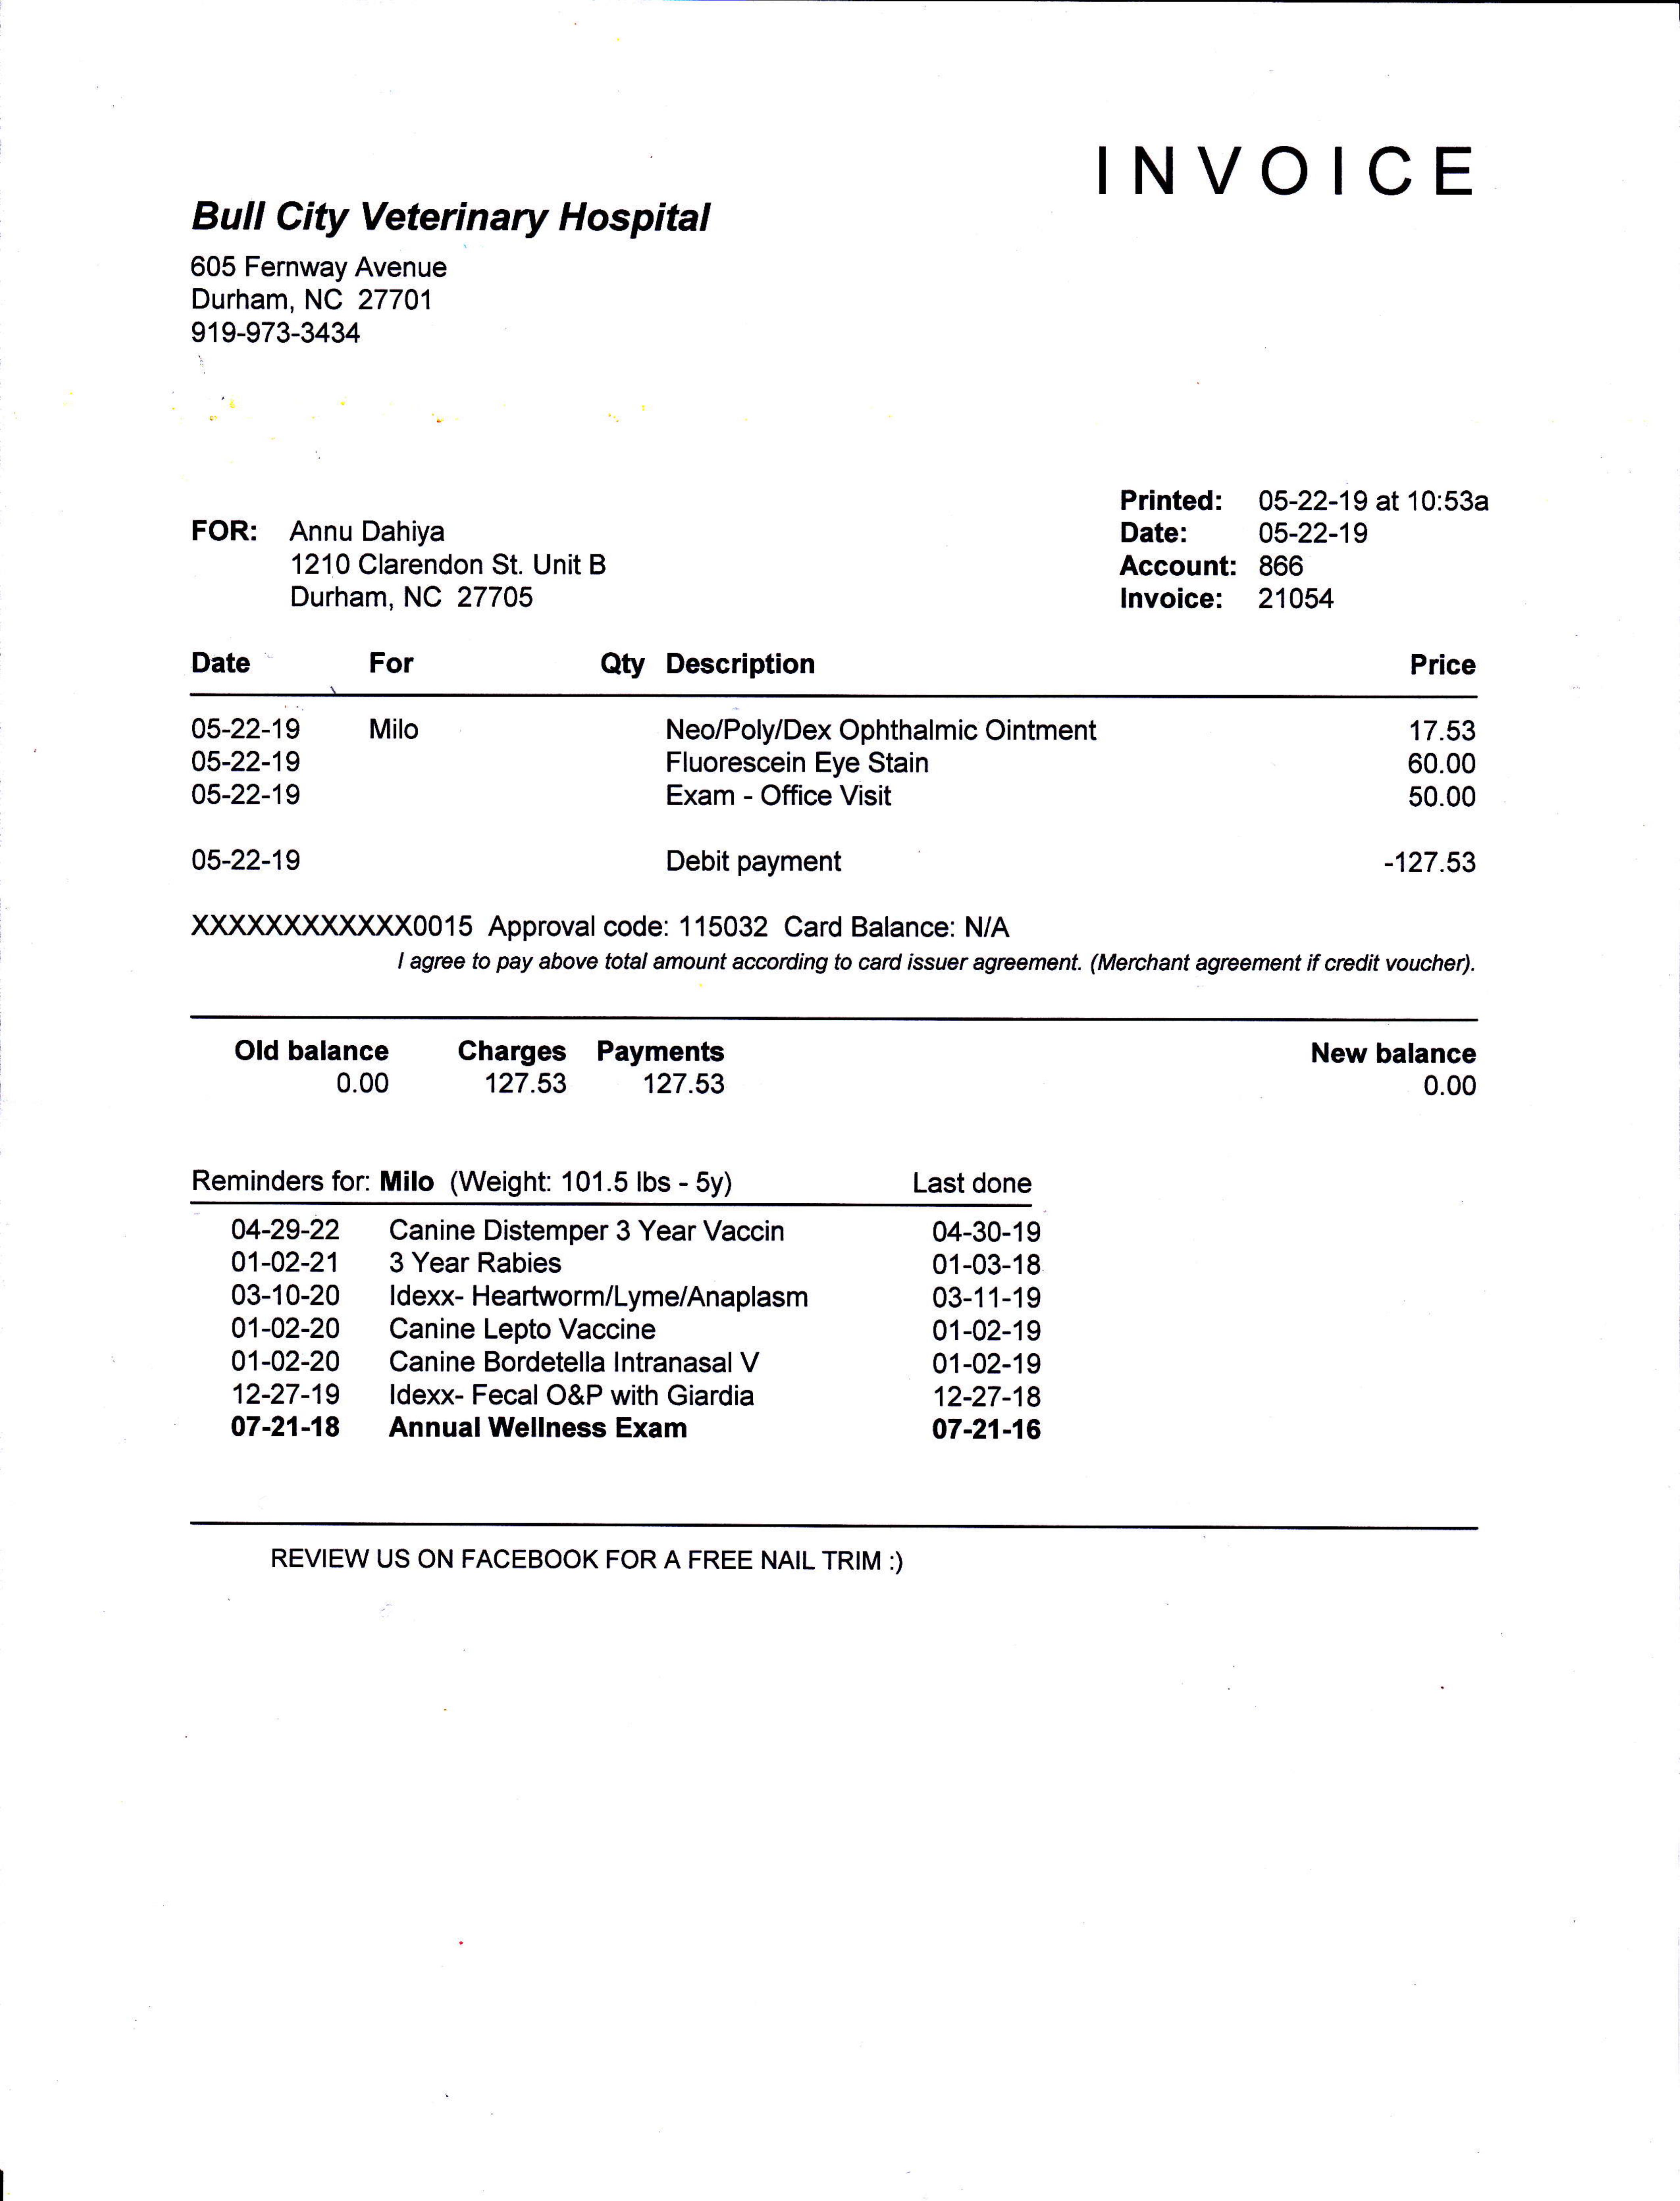 INVOICE
Bull City Veterinary Hospital
605 Fernway Avenue
Durham, NC 27701
919-973-3434
Printed: 05-22-19 at 10:53a
FOR: Annu Dahiya
Date: 05-22-19
1210 Clarendon St. Unit B
Account: 866
Durham, NC 27705
Invoice: 21054
Date For Qty Description Price
05-22-19 Milo Neo/Poly/Dex Ophthalmic Ointment 17.53
05-22-19 Fluorescein Eye Stain 60.00
05-22-19 Exam - Office Visit 50.00
05-22-19 Debit payment -127.53
XXXXXXXXXXXX0015 Approval code: 115032 Card Balance: N/A
I agree to pay above total amount according to card issuer agreement. (Merchant agreement if credit voucher).
Old balance Charges Payments New balance
0.00 127.53 127.53 0.00
Reminders for: Milo (Weight: 101.5 lbs - 5y) Last done
04-29-22 Canine Distemper 3 Year Vaccin 04-30-19
01-02-21 3 Year Rabies 01-03-18
03-10-20 Idexx- Heartworm/Lyme/Anaplasm 03-11-19
01-02-20 Canine Lepto Vaccine 01-02-19
01-02-20 Canine Bordetella Intranasal V 01-02-19
12-27-19 Idexx- Fecal O&P with Giardia 12-27-18
07-21-18 Annual Wellness Exam 07-21-16
REVIEW US ON FACEBOOK FOR A FREE NAIL TRIM :)